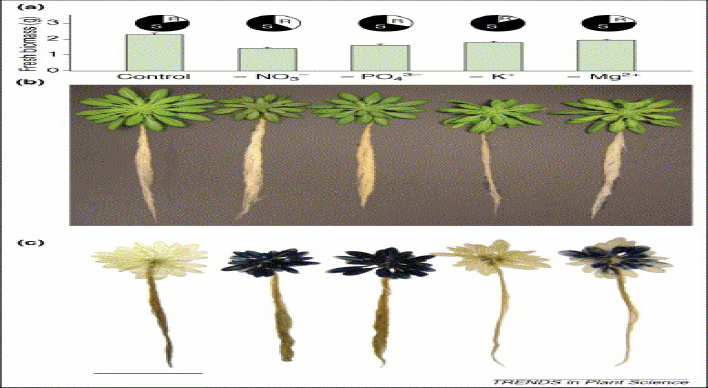 (a)
Fresh biomass (g)
3
2
1
0
S R
S R
S R
S R
S R
Control − NO₃⁻ − PO₄³⁻ − K⁺ − Mg²⁺
(b)
(c)
TRENDS in Plant Science